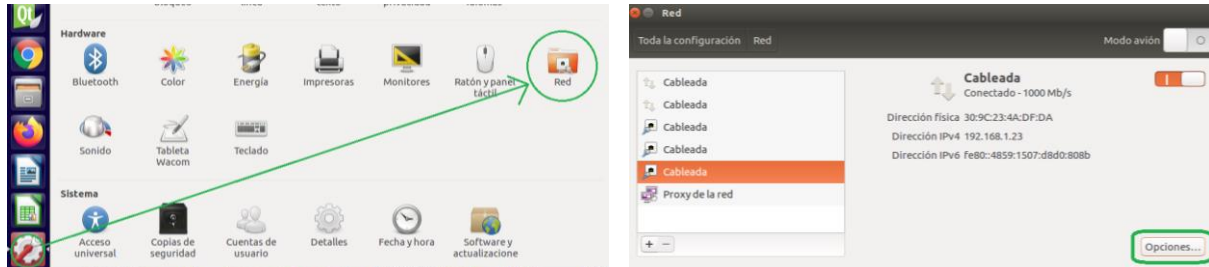 Qt
Hardware
Bluetooth
Color
Energía
Impresoras
Monitores
Ratón y panel
táctil
Red
Sonido
Tableta
Wacom
Teclado
Sistema
Acceso
universal
Copias de
seguridad
Cuentas de
usuario
Detalles
Fecha y hora
Software y
actualizacione
Red
Toda la configuración Red
Modo avión
Cableada
Cableada
Cableada
Cableada
Cableada
Proxy de la red
Cableada
Conectado - 1000 Mb/s
Dirección física 30:9C:23:4A:DF:DA
Dirección IPv4 192.168.1.23
Dirección IPv6 fe80::4859:1507:d8d0:808b
Opciones...